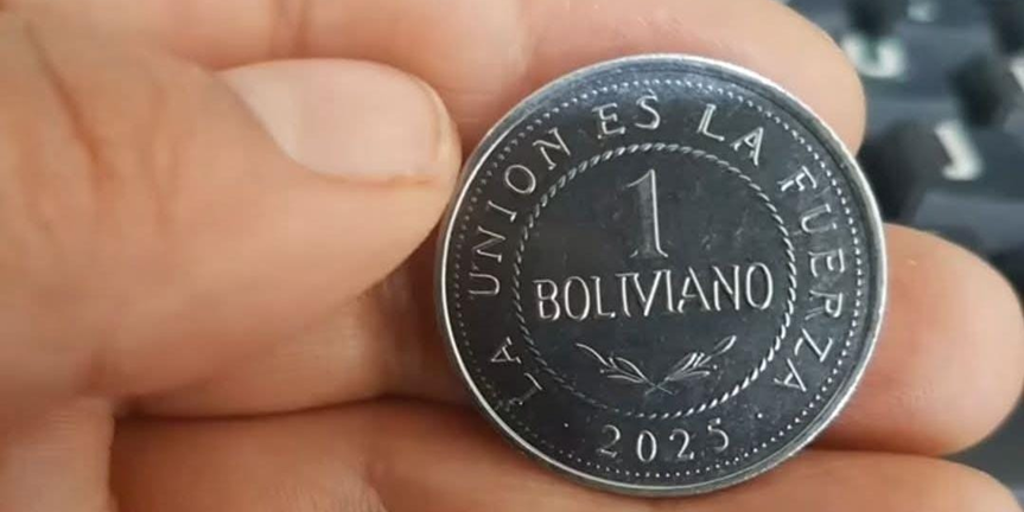 LA UNION ES LA FUERZA
1
BOLIVIANO
2025